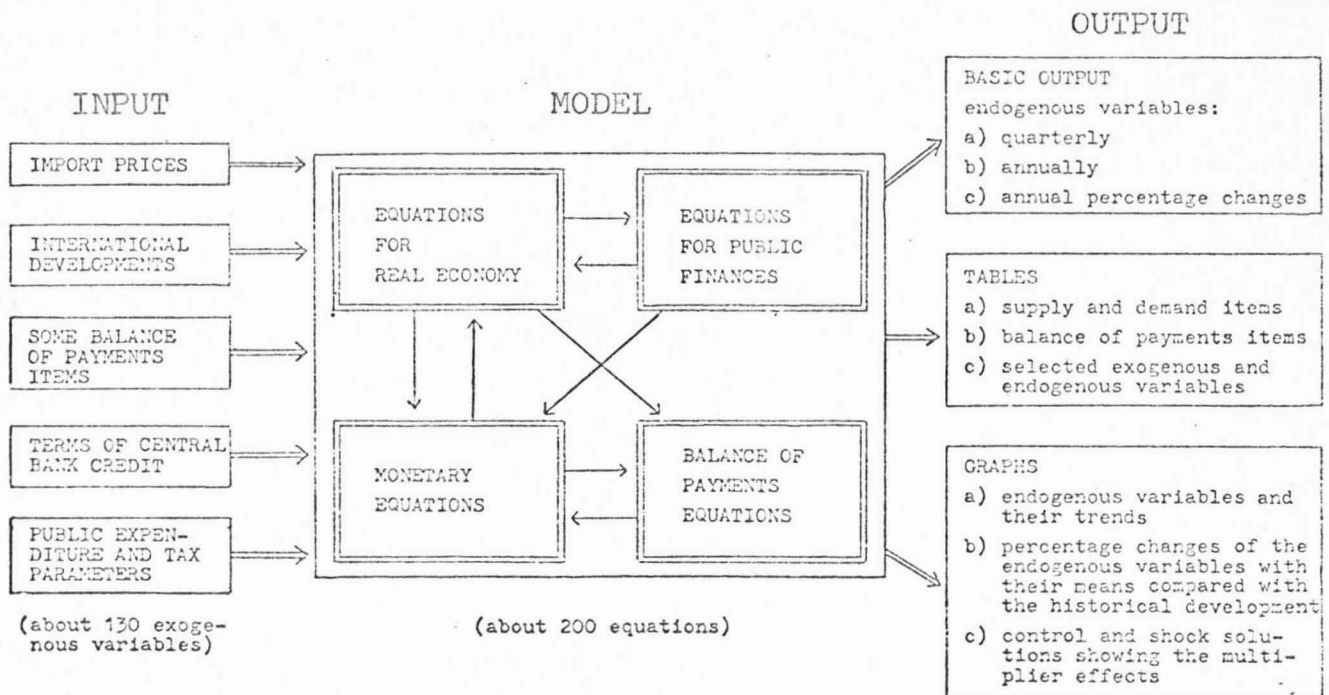 INPUT
IMPORT PRICES
INTERNATIONAL
DEVELOPMENTS
SOME BALANCE
OF PAYMENTS
ITEMS
TERMS OF CENTRAL
BANK CREDIT
PUBLIC EXPEN-
DITURE AND TAX
PARAMETERS
(about 130 exoge-
nous variables)
MODEL
EQUATIONS
FOR
REAL ECONOMY
EQUATIONS
FOR PUBLIC
FINANCES
MONETARY
EQUATIONS
BALANCE OF
PAYMENTS
EQUATIONS
(about 200 equations)
OUTPUT
BASIC OUTPUT
endogenous variables:
a) quarterly
b) annually
c) annual percentage changes
TABLES
a) supply and demand items
b) balance of payments items
c) selected exogenous and
endogenous variables
GRAPHS
a) endogenous variables and
their trends
b) percentage changes of the
endogenous variables with
their means compared with
the historical development
c) control and shock solu-
tions showing the multi-
plier effects